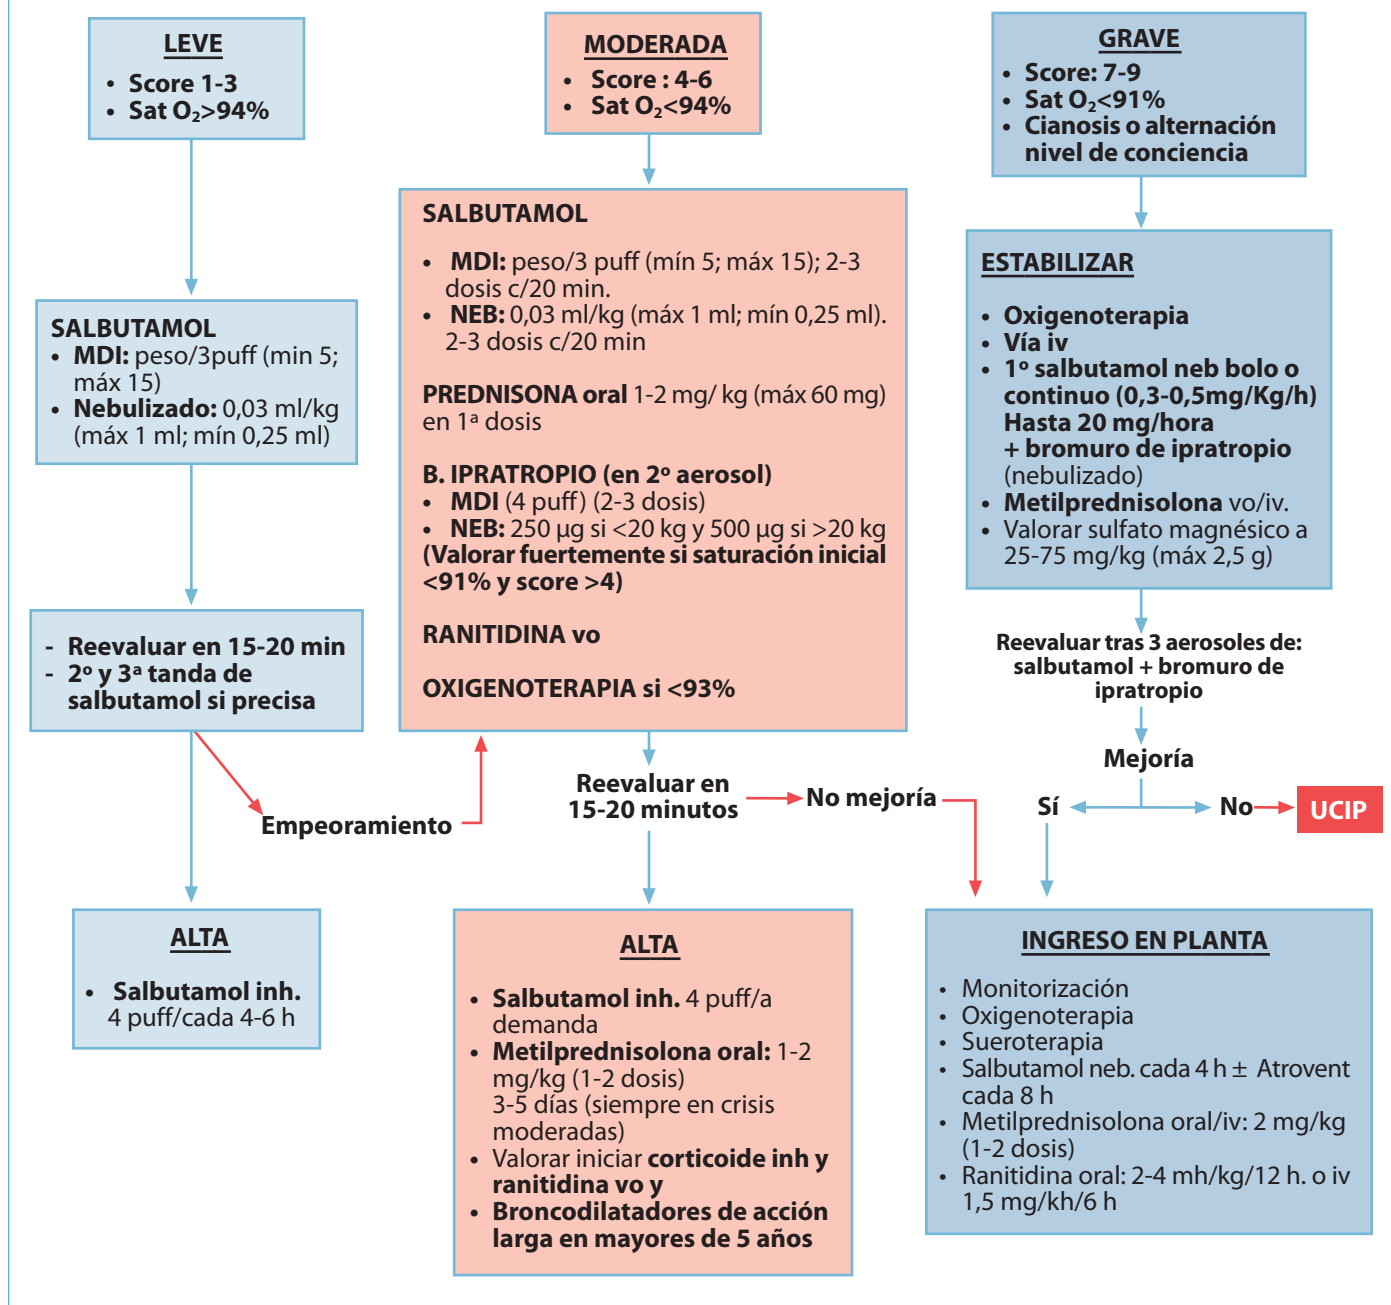 LEVE
• Score 1-3
• Sat O₂>94%
SALBUTAMOL
• MDI: peso/3puff (min 5;
máx 15)
• Nebulizado: 0,03 ml/kg
(máx 1 ml; mín 0,25 ml)
- Reevaluar en 15-20 min
- 2º y 3ª tanda de
salbutamol si precisa
Empeoramiento
ALTA
• Salbutamol inh.
4 puff/cada 4-6 h
MODERADA
• Score : 4-6
• Sat O₂<94%
SALBUTAMOL
• MDI: peso/3 puff (mín 5; máx 15); 2-3
dosis c/20 min.
• NEB: 0,03 ml/kg (máx 1 ml; mín 0,25 ml).
2-3 dosis c/20 min
PREDNISONA oral 1-2 mg/ kg (máx 60 mg)
en 1ª dosis
B. IPRATROPIO (en 2º aerosol)
• MDI (4 puff) (2-3 dosis)
• NEB: 250 µg si <20 kg y 500 µg si >20 kg
(Valorar fuertemente si saturación inicial
<91% y score >4)
RANITIDINA vo
OXIGENOTERAPIA si <93%
Reevaluar en
15-20 minutos
No mejoría
ALTA
• Salbutamol inh. 4 puff/a
demanda
• Metilprednisolona oral: 1-2
mg/kg (1-2 dosis)
3-5 días (siempre en crisis
moderadas)
• Valorar iniciar corticoide inh y
ranitidina vo y
• Broncodilatadores de acción
larga en mayores de 5 años
GRAVE
• Score: 7-9
• Sat O₂<91%
• Cianosis o alternación
nivel de conciencia
ESTABILIZAR
• Oxigenoterapia
• Vía iv
• 1º salbutamol neb bolo o
continuo (0,3-0,5mg/Kg/h)
Hasta 20 mg/hora
+ bromuro de ipratropio
(nebulizado)
• Metilprednisolona vo/iv.
• Valorar sulfato magnésico a
25-75 mg/kg (máx 2,5 g)
Reevaluar tras 3 aerosoles de:
salbutamol + bromuro de
ipratropio
Mejoría
Sí
No
UCIP
INGRESO EN PLANTA
• Monitorización
• Oxigenoterapia
• Sueroterapia
• Salbutamol neb. cada 4 h ± Atrovent
cada 8 h
• Metilprednisolona oral/iv: 2 mg/kg
(1-2 dosis)
• Ranitidina oral: 2-4 mh/kg/12 h. o iv
1,5 mg/kh/6 h